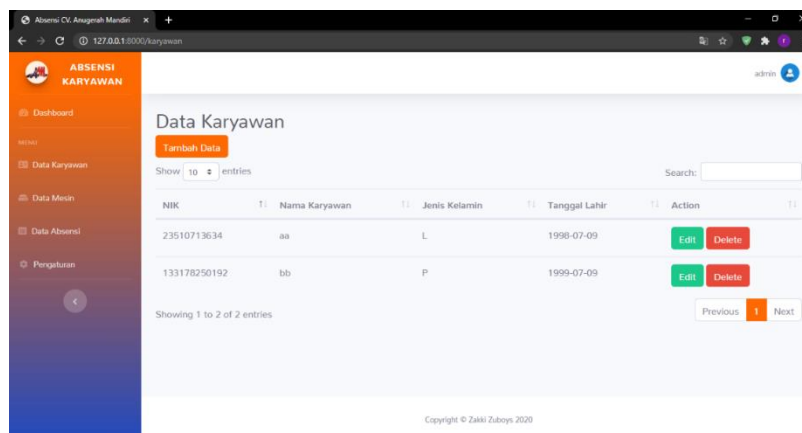 Absensi CV. Anugerah Mandiri
127.0.0.1:8000/karyawan
ABSENSI
KARYAWAN
admin
Dashboard
MENU
Data Karyawan
Data Mesin
Data Absensi
Pengaturan
Data Karyawan
Tambah Data
Show 10 entries
Search:
NIK Nama Karyawan Jenis Kelamin Tanggal Lahir Action
23510713634 aa L 1998-07-09 Edit Delete
133178250192 bb P 1999-07-09 Edit Delete
Showing 1 to 2 of 2 entries
Previous 1 Next
Copyright © Zakki Zuboys 2020